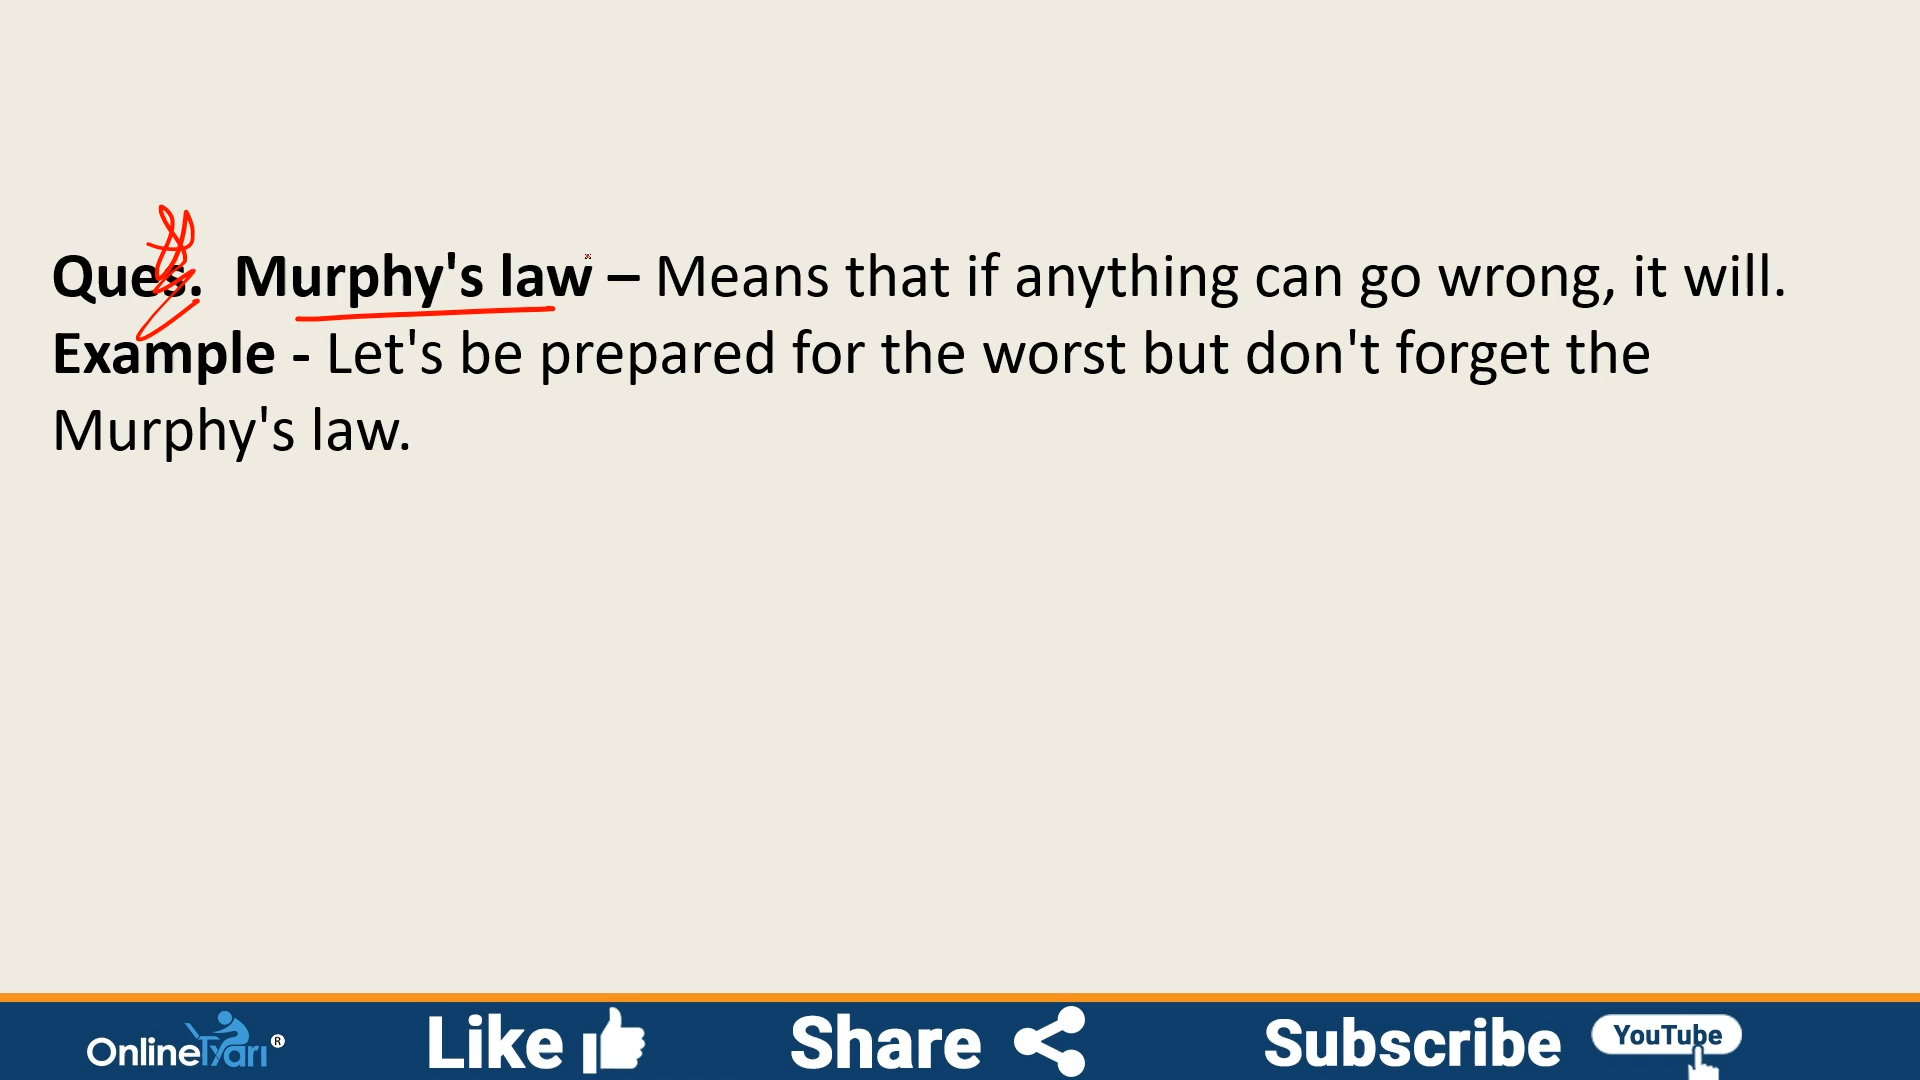 Ques. Murphy's law – Means that if anything can go wrong, it will.
Example - Let's be prepared for the worst but don't forget the
Murphy's law.
OnlineTyari ® Like Share Subscribe YouTube